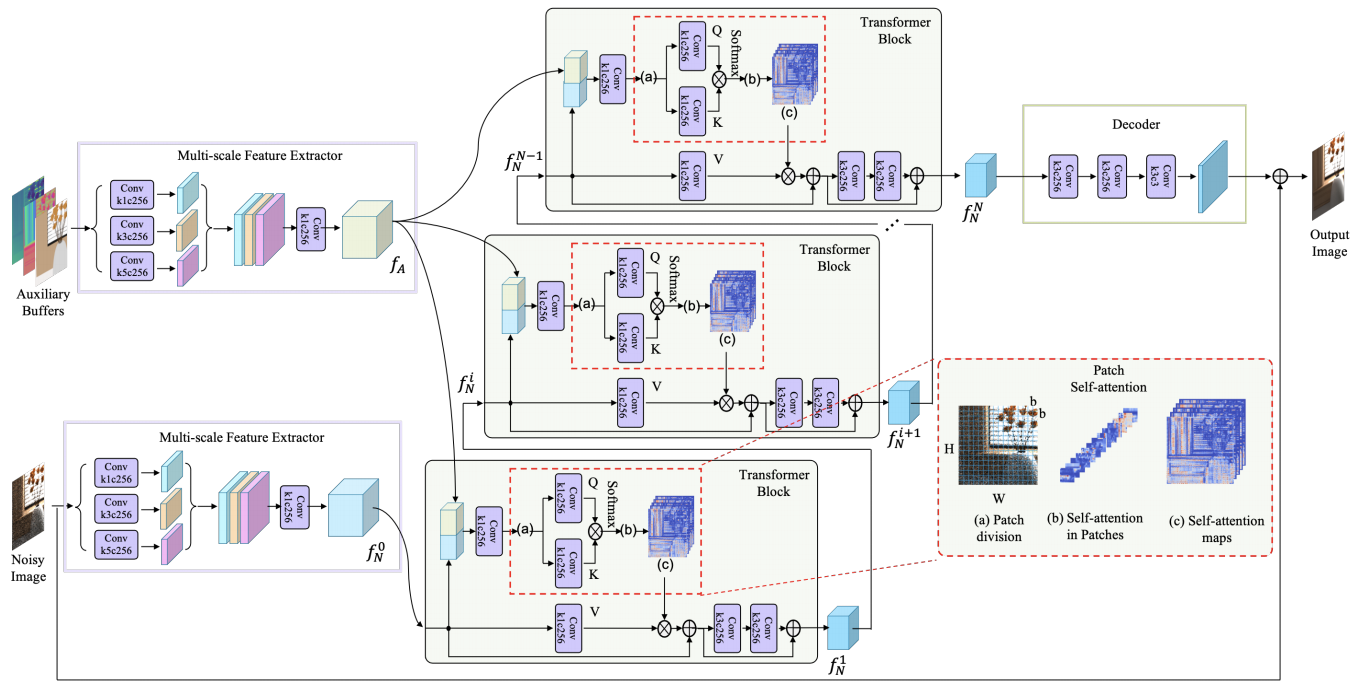 Transformer
Block
Conv
k1c256
(a)
Conv
k1c256
Q
Softmax
(b)
Conv
k1c256
K
(c)
f_N^{N-1}
Conv
k1c256
V
Conv
k3c256
Conv
k3c256
f_N^N
Decoder
Conv
k3c256
Conv
k3c256
Conv
k3c3
Output
Image
Multi-scale Feature Extractor
Conv
k1c256
Conv
k3c256
Conv
k5c256
Conv
k1c256
f_A
Auxiliary
Buffers
...
Transformer
Block
Conv
k1c256
(a)
Conv
k1c256
Q
Softmax
(b)
Conv
k1c256
K
(c)
f_N^i
Conv
k1c256
V
Conv
k3c256
Conv
k3c256
f_N^{i+1}
Patch
Self-attention
b
b
H
W
(a) Patch
division
(b) Self-attention
in Patches
(c) Self-attention
maps
Multi-scale Feature Extractor
Conv
k1c256
Conv
k3c256
Conv
k5c256
Conv
k1c256
f_N^0
Noisy
Image
Transformer
Block
Conv
k1c256
(a)
Conv
k1c256
Q
Softmax
(b)
Conv
k1c256
K
(c)
Conv
k1c256
V
Conv
k3c256
Conv
k3c256
f_N^1